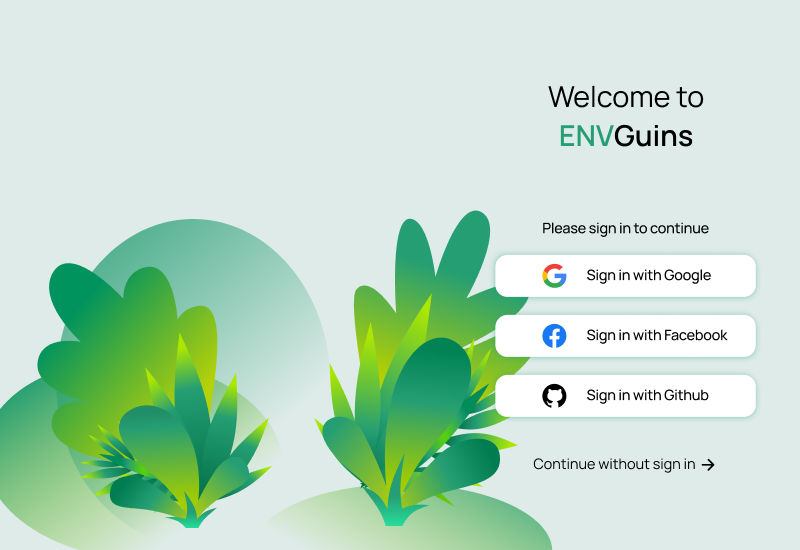 Welcome to
ENVGuins
Please sign in to continue
Sign in with Google
Sign in with Facebook
Sign in with Github
Continue without sign in →